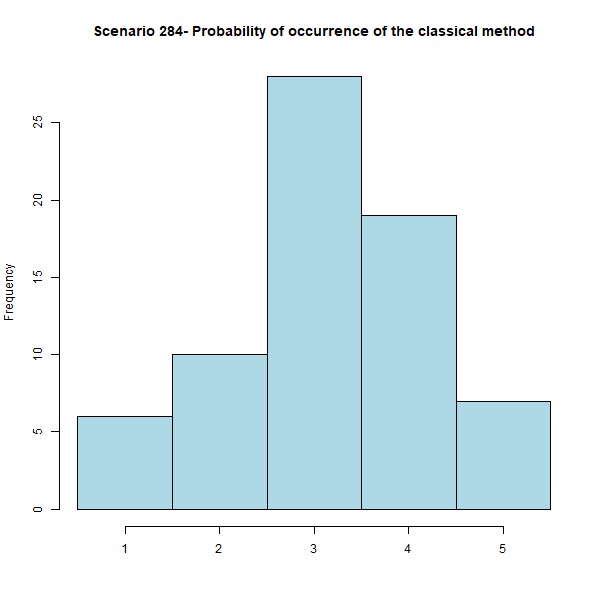 Scenario 284- Probability of occurrence of the classical method
Frequency
25
20
15
10
5
0
1 2 3 4 5